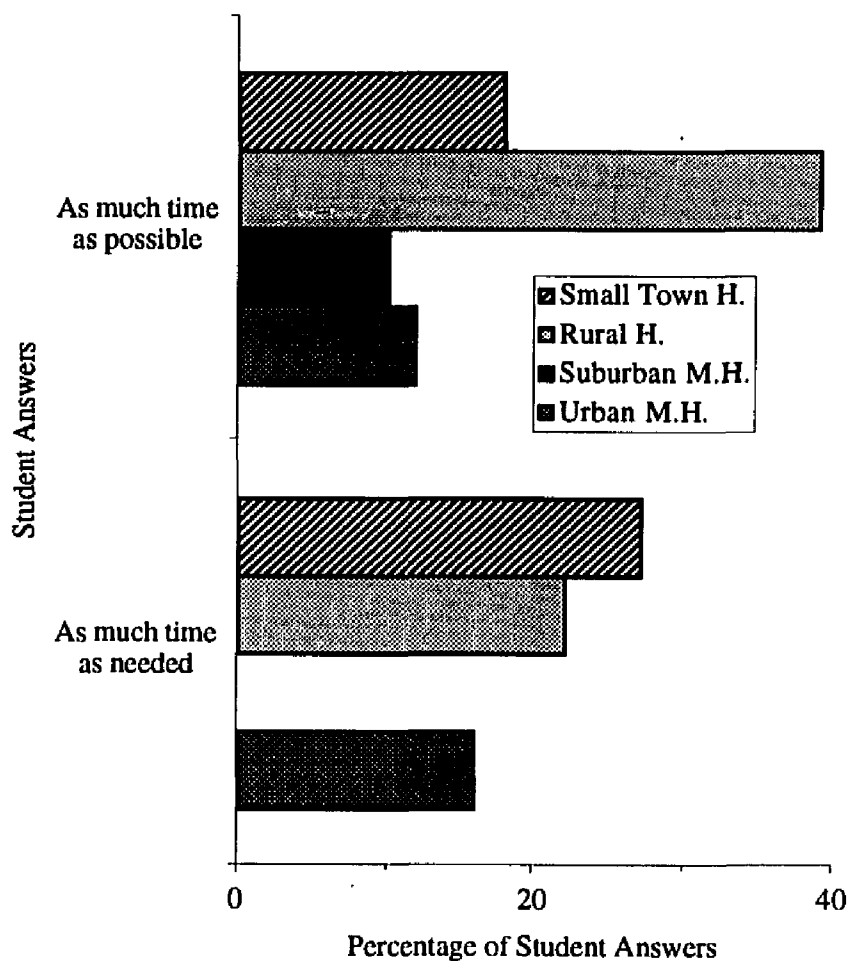 As much time
as possible
Small Town H.
Rural H.
Suburban M.H.
Urban M.H.
Student Answers
As much time
as needed
0
20
40
Percentage of Student Answers